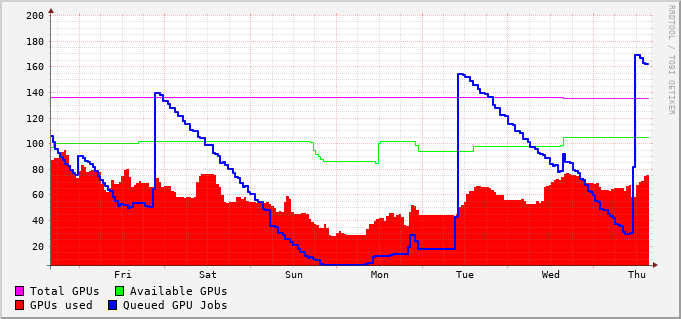 200
180
160
140
120
100
80
60
40
20
Fri Sat Sun Mon Tue Wed Thu
Total GPUs Available GPUs
GPUs used Queued GPU Jobs
RRDTOOL / TOBI OETIKER